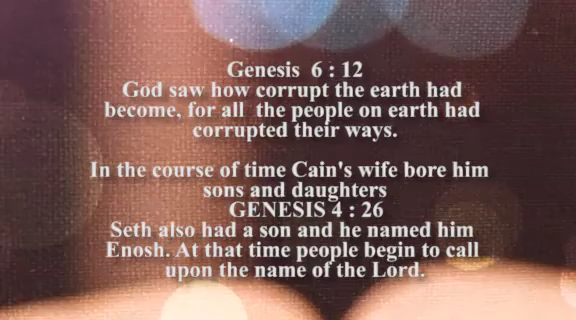 Genesis 6 : 12
God saw how corrupt the earth had
become, for all the people on earth had
corrupted their ways.
In the course of time Cain's wife bore him
sons and daughters
GENESIS 4 : 26
Seth also had a son and he named him
Enosh. At that time people begin to call
upon the name of the Lord.